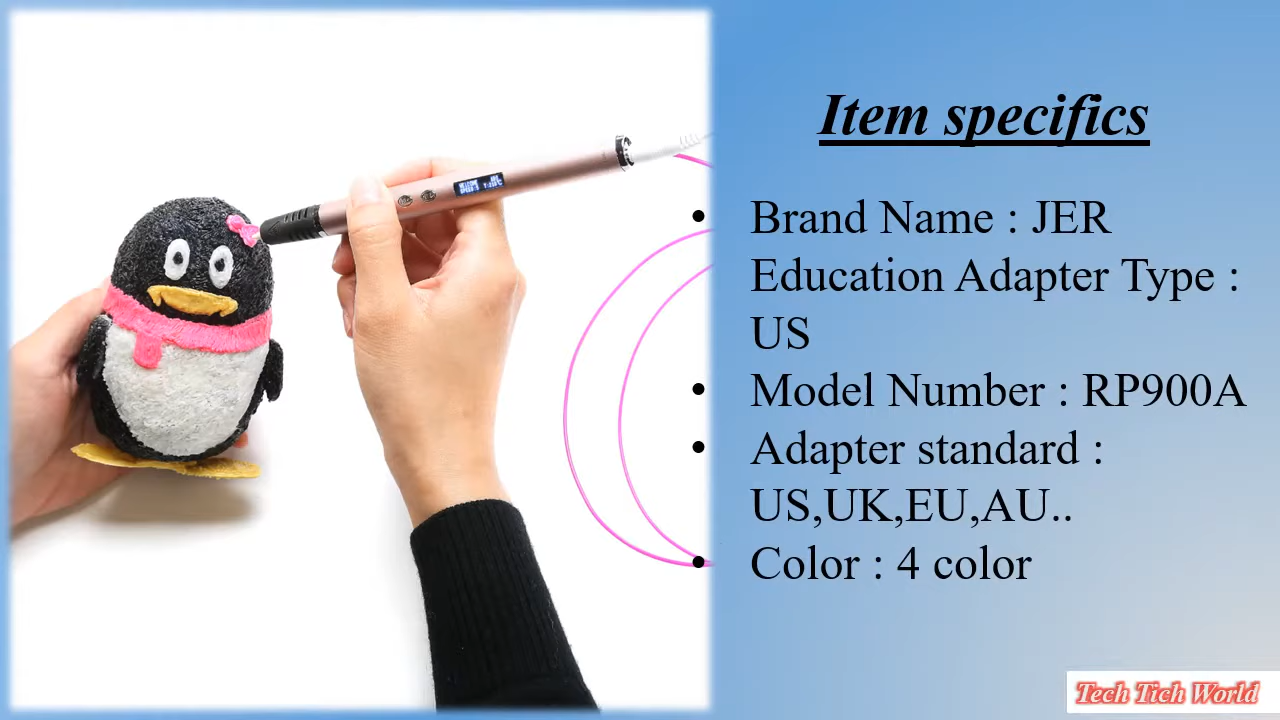 Item specifics
• Brand Name : JER
Education Adapter Type :
US
• Model Number : RP900A
• Adapter standard :
US,UK,EU,AU..
• Color : 4 color
WELCOME
Tech Tich World